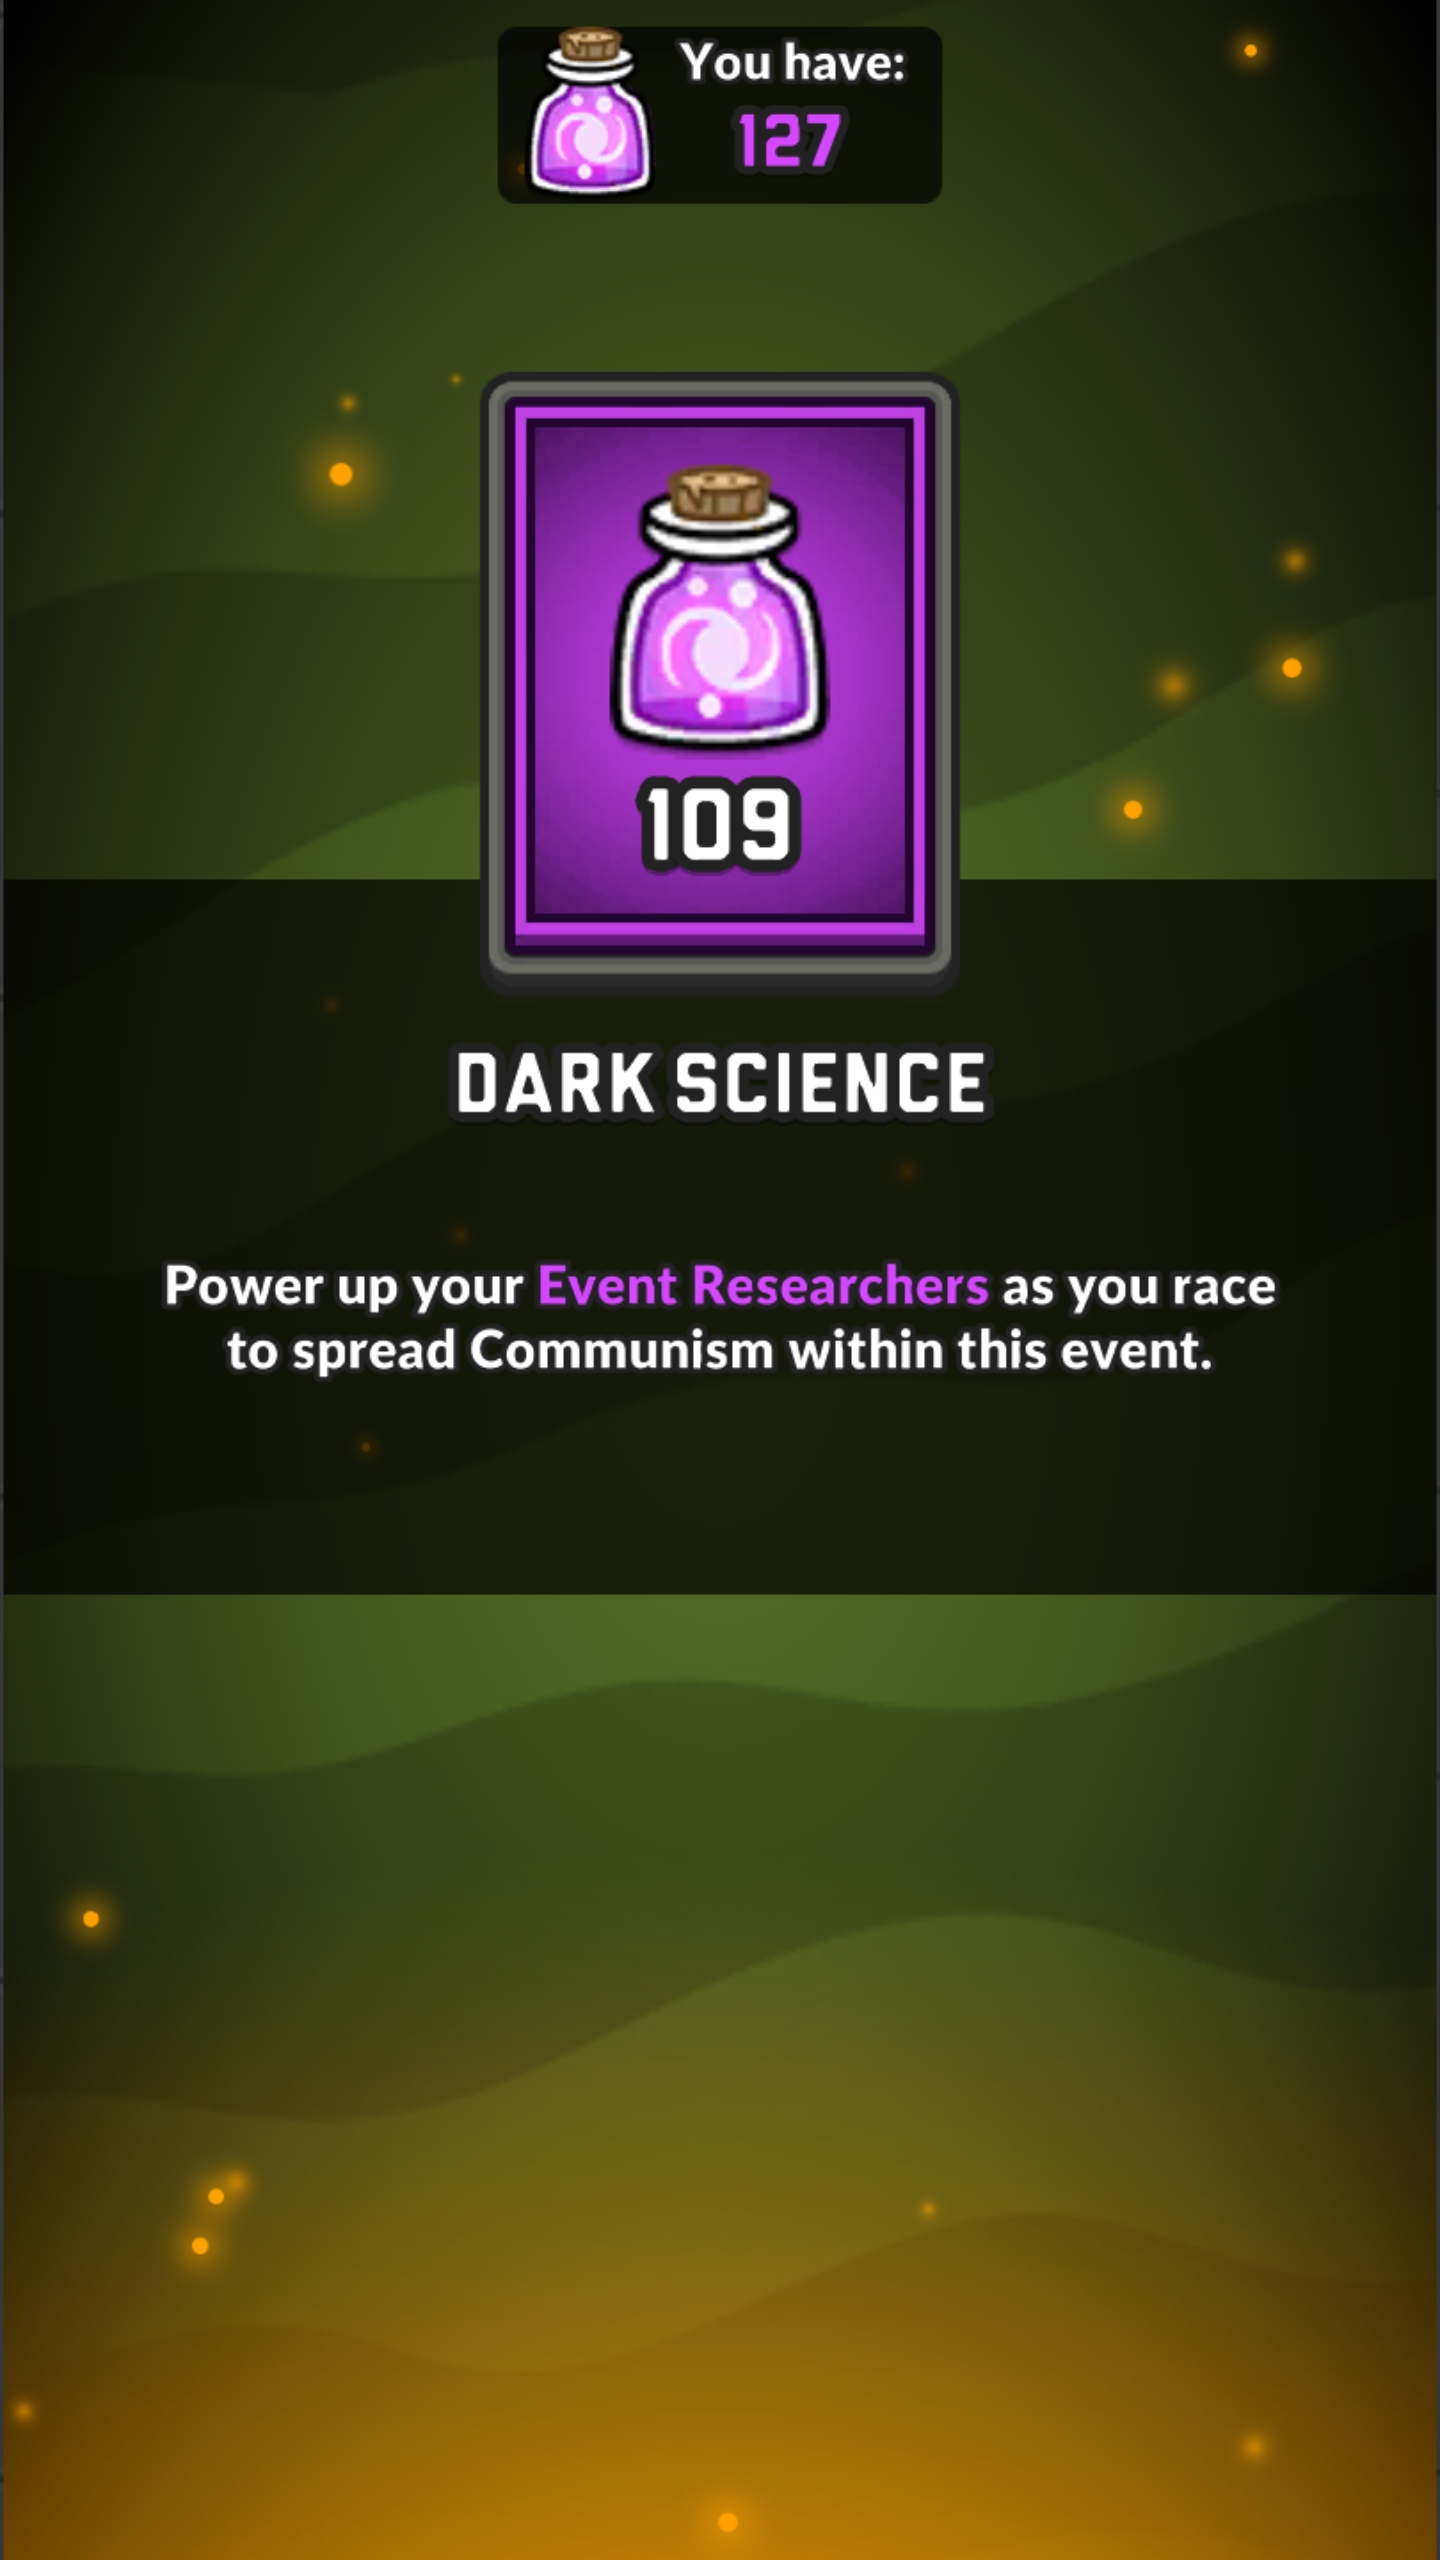 You have:
127
109
DARK SCIENCE
Power up your Event Researchers as you race
to spread Communism within this event.